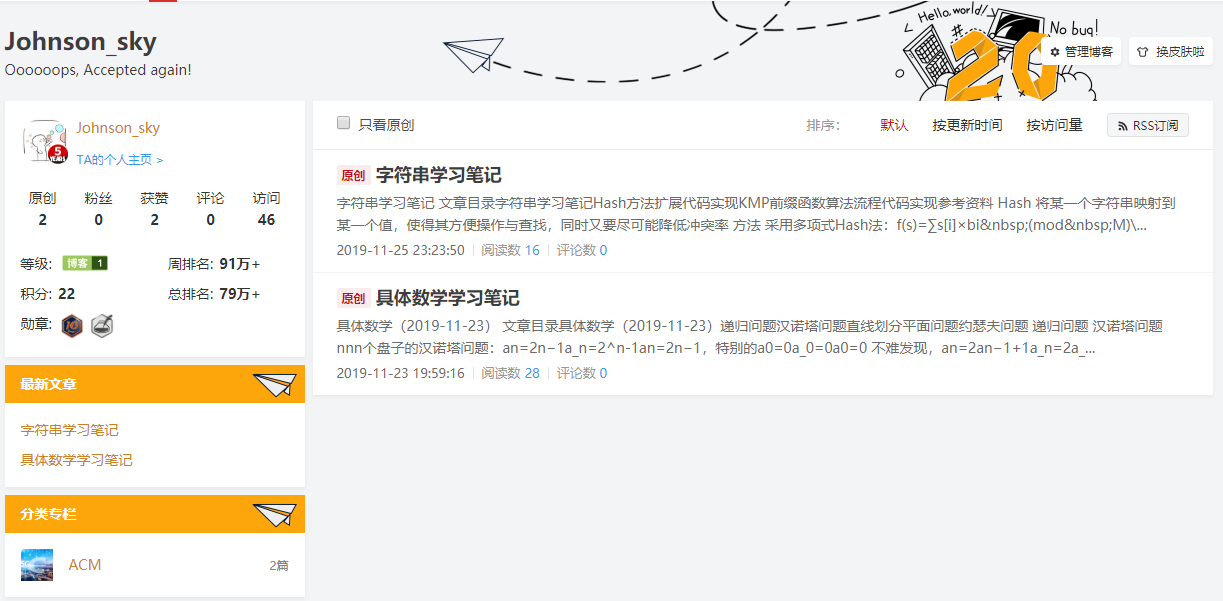 Johnson_sky
Oooooops, Accepted again!
Hello,world!
No bug!
20
管理博客
换皮肤啦
Johnson_sky
TA的个人主页 >
原创 粉丝 获赞 评论 访问
2 0 2 0 46
等级: 博客 1 周排名: 91万+
积分: 22 总排名: 79万+
勋章:
最新文章
字符串学习笔记
具体数学学习笔记
分类专栏
ACM 2篇
只看原创 排序: 默认 按更新时间 按访问量 RSS订阅
原创 字符串学习笔记
字符串学习笔记 文章目录字符串学习笔记Hash方法扩展代码实现KMP前缀函数算法流程代码实现参考资料 Hash 将某一个字符串映射到
某一个值，使得其方便操作与查找，同时又要尽可能降低冲突率 方法 采用多项式Hash法：f(s)=∑s[i]×bi&nbsp;(mod&nbsp;M)\...
2019-11-25 23:23:50 阅读数 16 评论数 0
原创 具体数学学习笔记
具体数学（2019-11-23） 文章目录具体数学（2019-11-23）递归问题汉诺塔问题直线划分平面问题约瑟夫问题 递归问题 汉诺塔问题
nnn个盘子的汉诺塔问题：an=2n−1a_n=2^n-1an=2n−1，特别的a0=0a_0=0a0=0 不难发现，an=2an−1+1a_n=2a_...
2019-11-23 19:59:16 阅读数 28 评论数 0